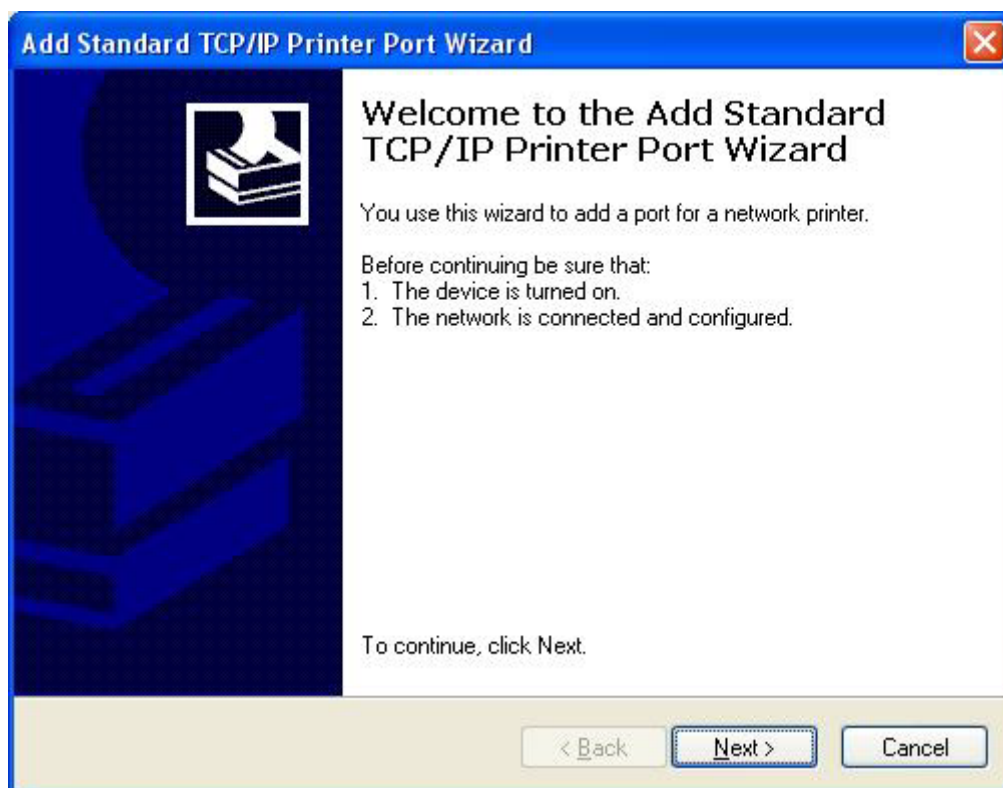 Add Standard TCP/IP Printer Port Wizard
Welcome to the Add Standard
TCP/IP Printer Port Wizard
You use this wizard to add a port for a network printer.
Before continuing be sure that:
1. The device is turned on.
2. The network is connected and configured.
To continue, click Next.
< Back
Next >
Cancel